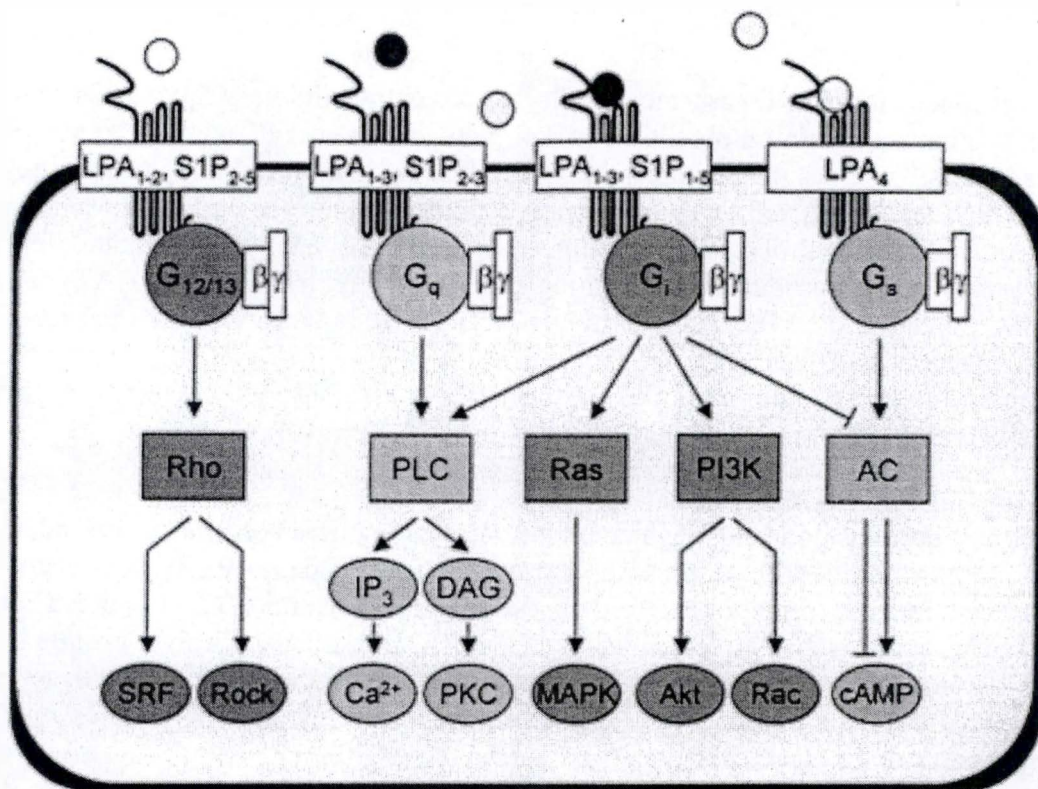 LPA1-2, S1P2-5 LPA1-3, S1P2-3 LPA1-3, S1P1-5 LPA4
G12/13 βγ Gq βγ Gi βγ Gs βγ
Rho PLC Ras PI3K AC
IP3 DAG
SRF Rock Ca2+ PKC MAPK Akt Rac cAMP